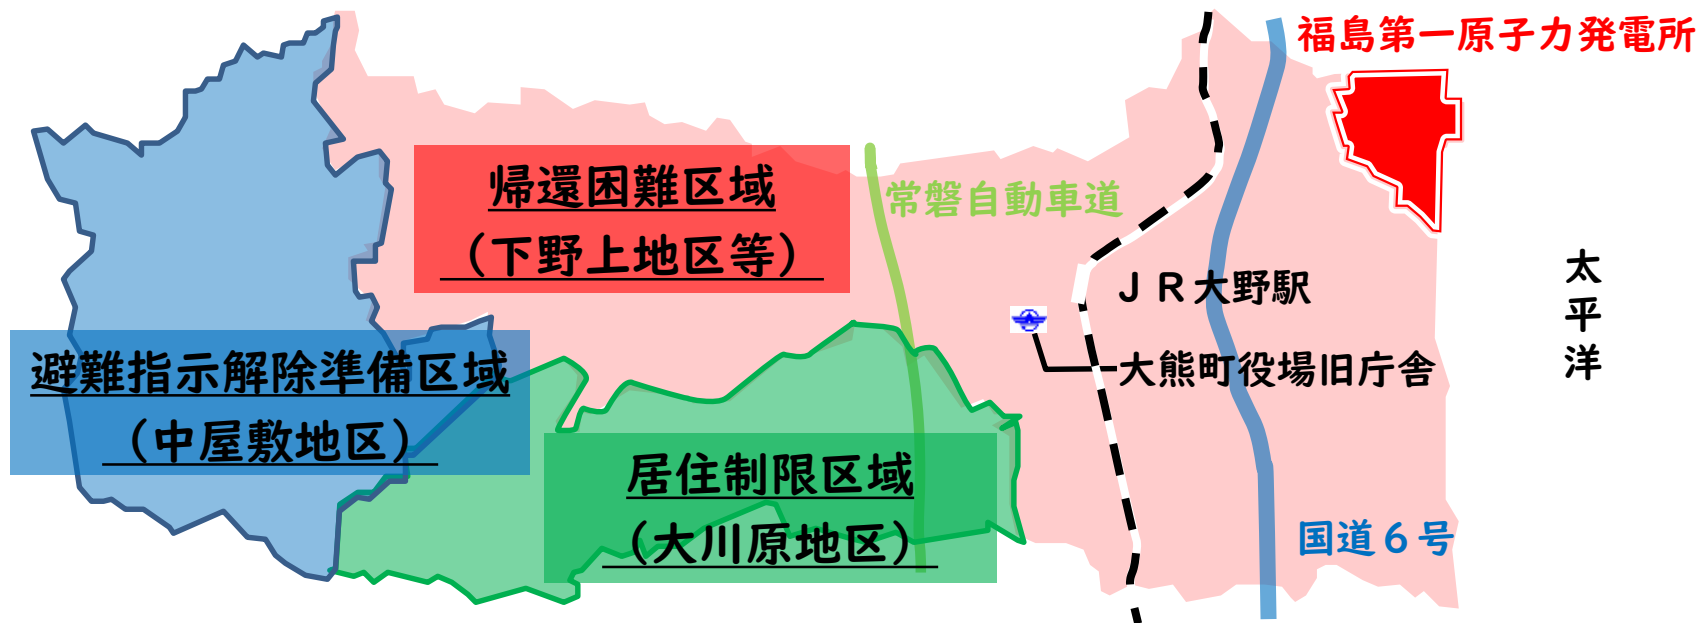 福島第一原子力発電所
帰還困難区域
（下野上地区等）
常磐自動車道
太平洋
ＪＲ大野駅
大熊町役場旧庁舎
避難指示解除準備区域
（中屋敷地区）
居住制限区域
（大川原地区）
国道６号